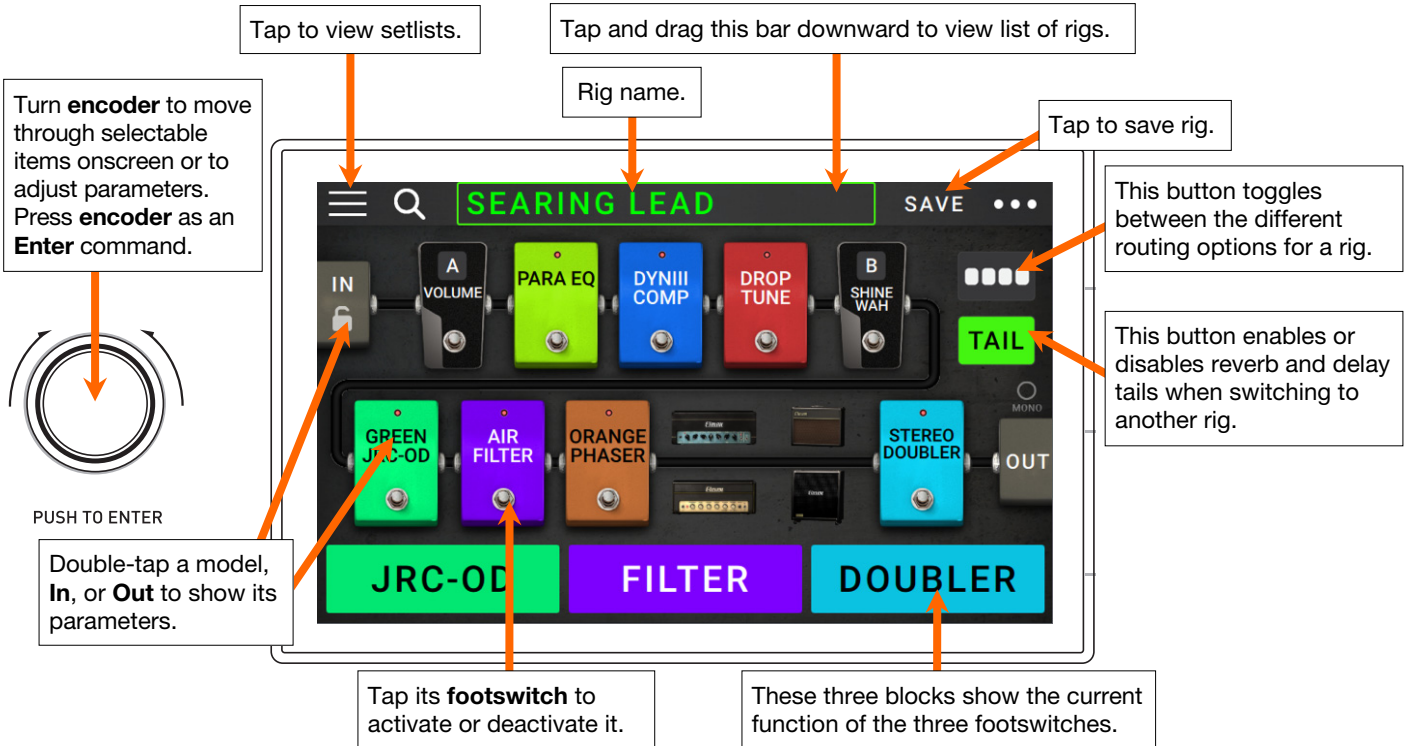 Tap to view setlists.
Tap and drag this bar downward to view list of rigs.
Rig name.
Tap to save rig.
Turn encoder to move
through selectable
items onscreen or to
adjust parameters.
Press encoder as an
Enter command.
This button toggles
between the different
routing options for a rig.
SEARING LEAD
SAVE
IN
A
VOLUME
PARA EQ
DYNIII
COMP
DROP
TUNE
B
SHINE
WAH
TAIL
This button enables or
disables reverb and delay
tails when switching to
another rig.
MONO
GREEN
JRC-OD
AIR
FILTER
ORANGE
PHASER
STEREO
DOUBLER
OUT
PUSH TO ENTER
Double-tap a model,
In, or Out to show its
parameters.
JRC-OD
FILTER
DOUBLER
Tap its footswitch to
activate or deactivate it.
These three blocks show the current
function of the three footswitches.